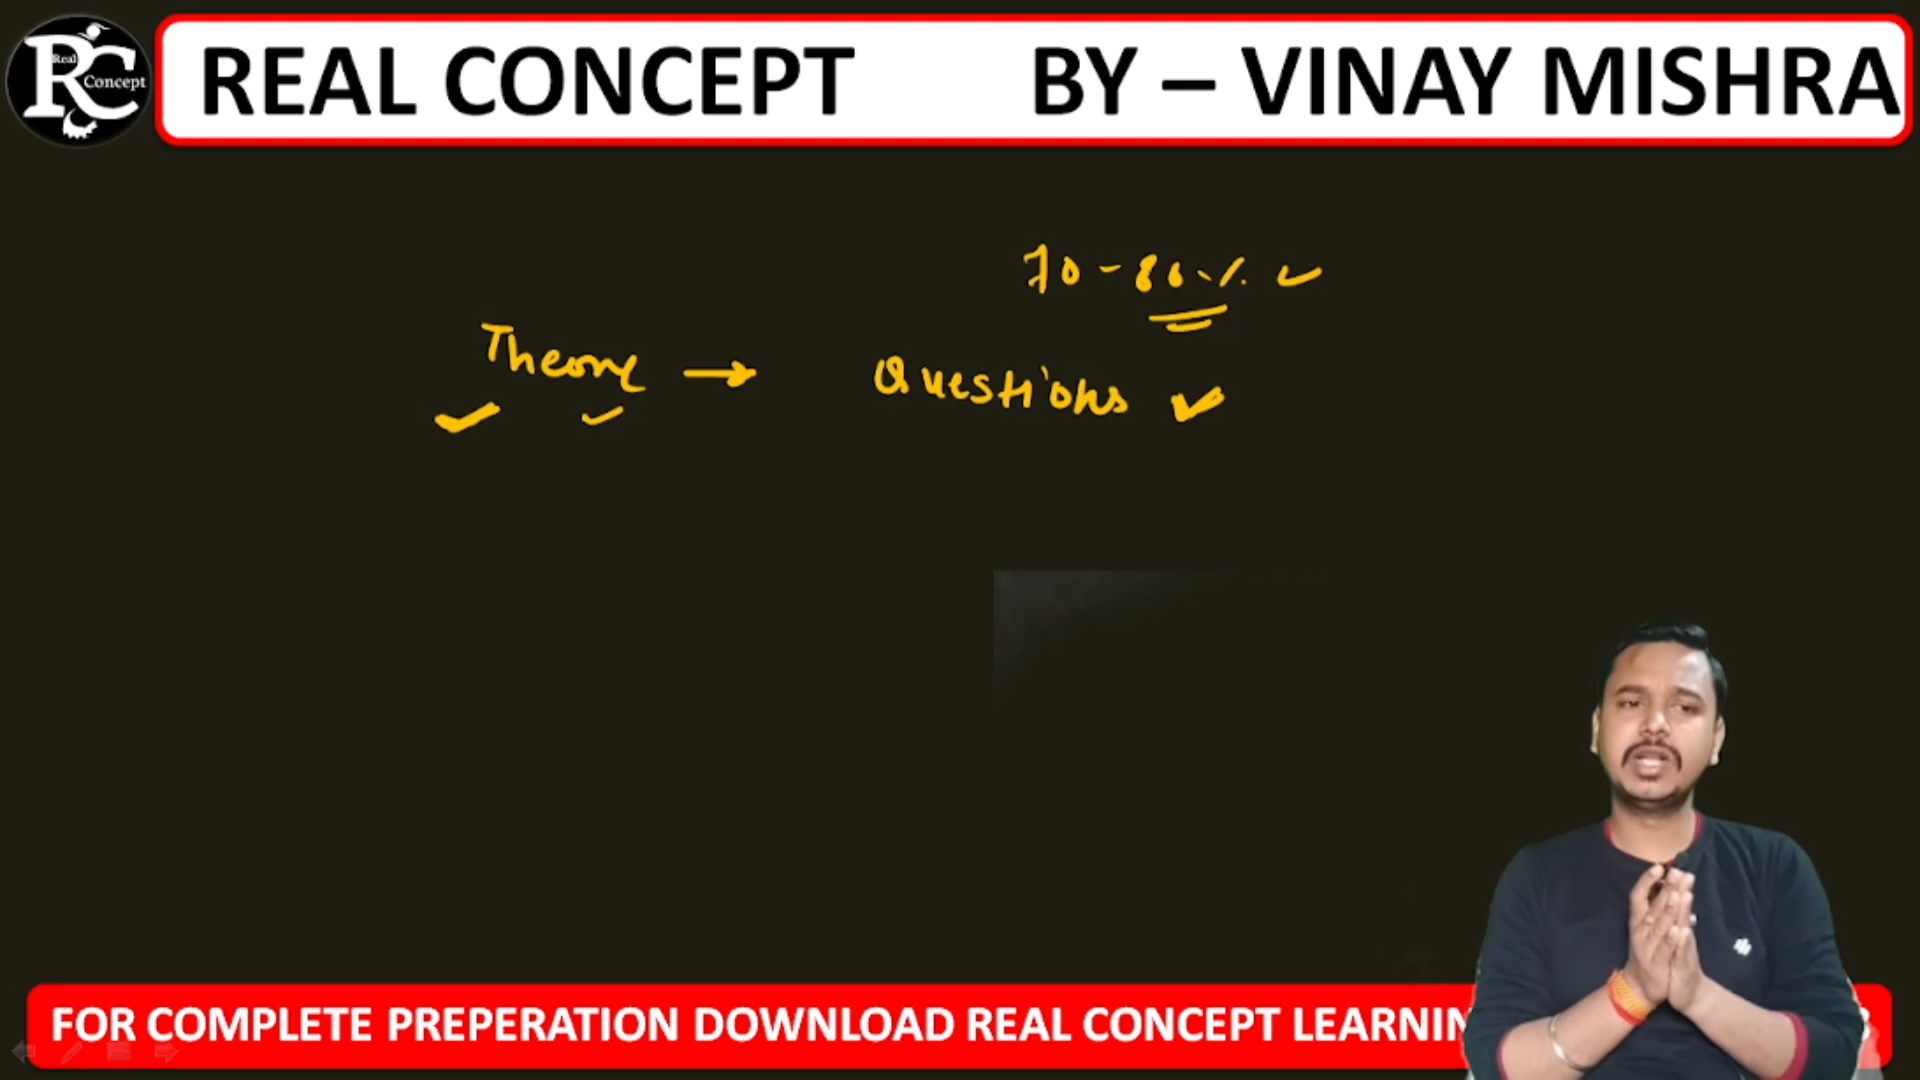 Real
Concept
REAL CONCEPT BY – VINAY MISHRA
70 - 80 %
Theory → Questions
FOR COMPLETE PREPERATION DOWNLOAD REAL CONCEPT LEARNIN